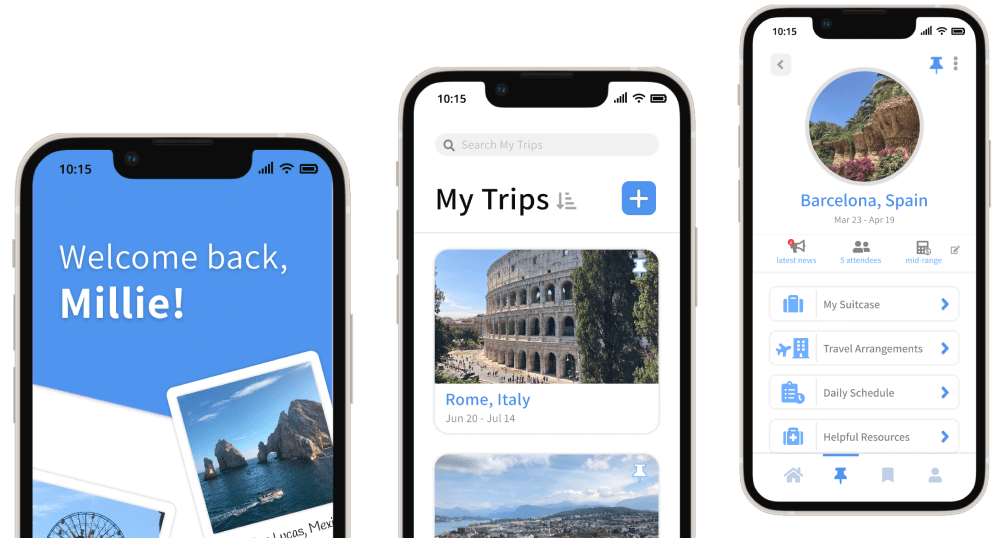 10:15
Welcome back,
Millie!
Lucas, Mexi
10:15
Search My Trips
My Trips
Rome, Italy
Jun 20 - Jul 14
10:15
Barcelona, Spain
Mar 23 - Apr 19
latest news
5 attendees
mid-range
My Suitcase
Travel Arrangements
Daily Schedule
Helpful Resources